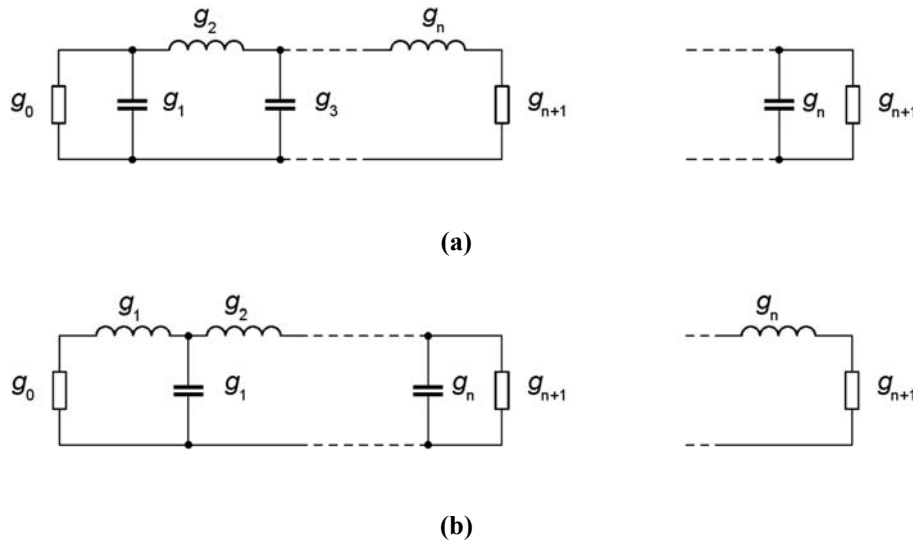 g₂ gₙ
g₀ g₁ g₃ gₙ₊₁ gₙ gₙ₊₁
(a)
g₁ g₂ gₙ
g₀ g₁ gₙ gₙ₊₁ gₙ₊₁
(b)